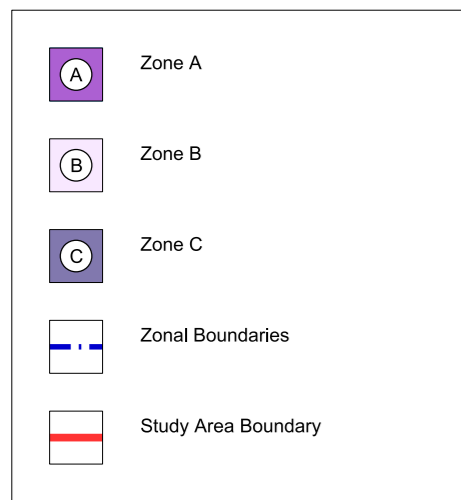 A Zone A
B Zone B
C Zone C
Zonal Boundaries
Study Area Boundary